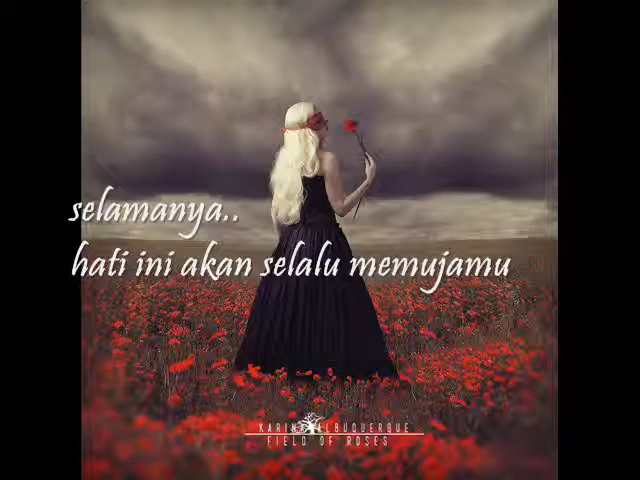 selamanya..
hati ini akan selalu memujamu
KARINA ALBUQUERQUE
FIELD OF ROSES